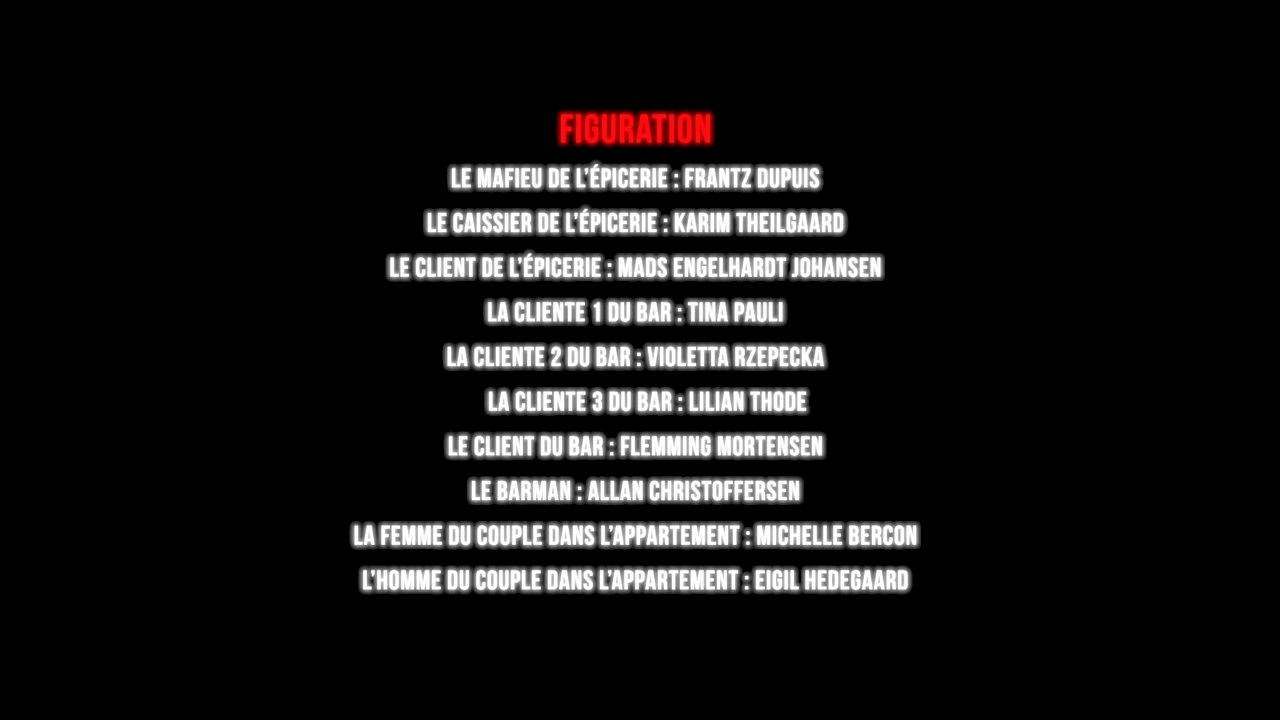 FIGURATION
LE MAFIEU DE L'ÉPICERIE : FRANTZ DUPUIS
LE CAISSIER DE L'ÉPICERIE : KARIM THEILGAARD
LE CLIENT DE L'ÉPICERIE : MADS ENGELHARDT JOHANSEN
LA CLIENTE 1 DU BAR : TINA PAULI
LA CLIENTE 2 DU BAR : VIOLETTA RZEPECKA
LA CLIENTE 3 DU BAR : LILIAN THODE
LE CLIENT DU BAR : FLEMMING MORTENSEN
LE BARMAN : ALLAN CHRISTOFFERSEN
LA FEMME DU COUPLE DANS L'APPARTEMENT : MICHELLE BERCON
L'HOMME DU COUPLE DANS L'APPARTEMENT : EIGIL HEDEGAARD